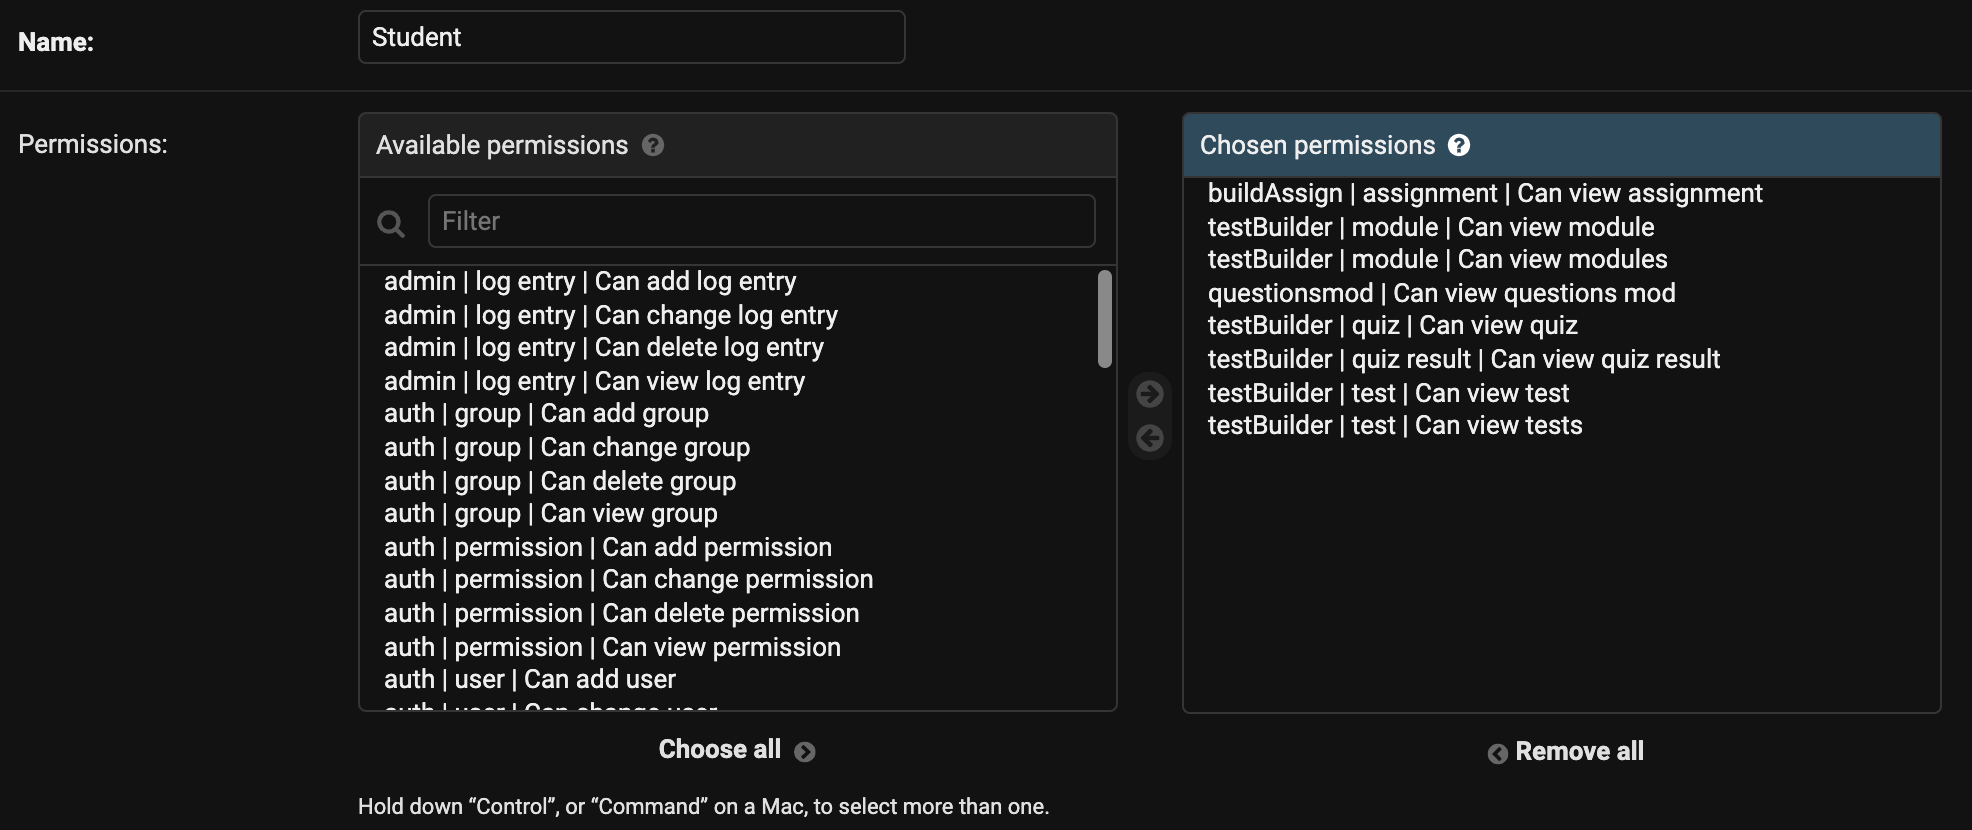 Name:
Student
Permissions:
Available permissions ?
Filter
admin | log entry | Can add log entry
admin | log entry | Can change log entry
admin | log entry | Can delete log entry
admin | log entry | Can view log entry
auth | group | Can add group
auth | group | Can change group
auth | group | Can delete group
auth | group | Can view group
auth | permission | Can add permission
auth | permission | Can change permission
auth | permission | Can delete permission
auth | permission | Can view permission
auth | user | Can add user
auth | user | Can change user
Choose all
Hold down “Control”, or “Command” on a Mac, to select more than one.
Chosen permissions ?
buildAssign | assignment | Can view assignment
testBuilder | module | Can view module
testBuilder | module | Can view modules
questionsmod | Can view questions mod
testBuilder | quiz | Can view quiz
testBuilder | quiz result | Can view quiz result
testBuilder | test | Can view test
testBuilder | test | Can view tests
Remove all